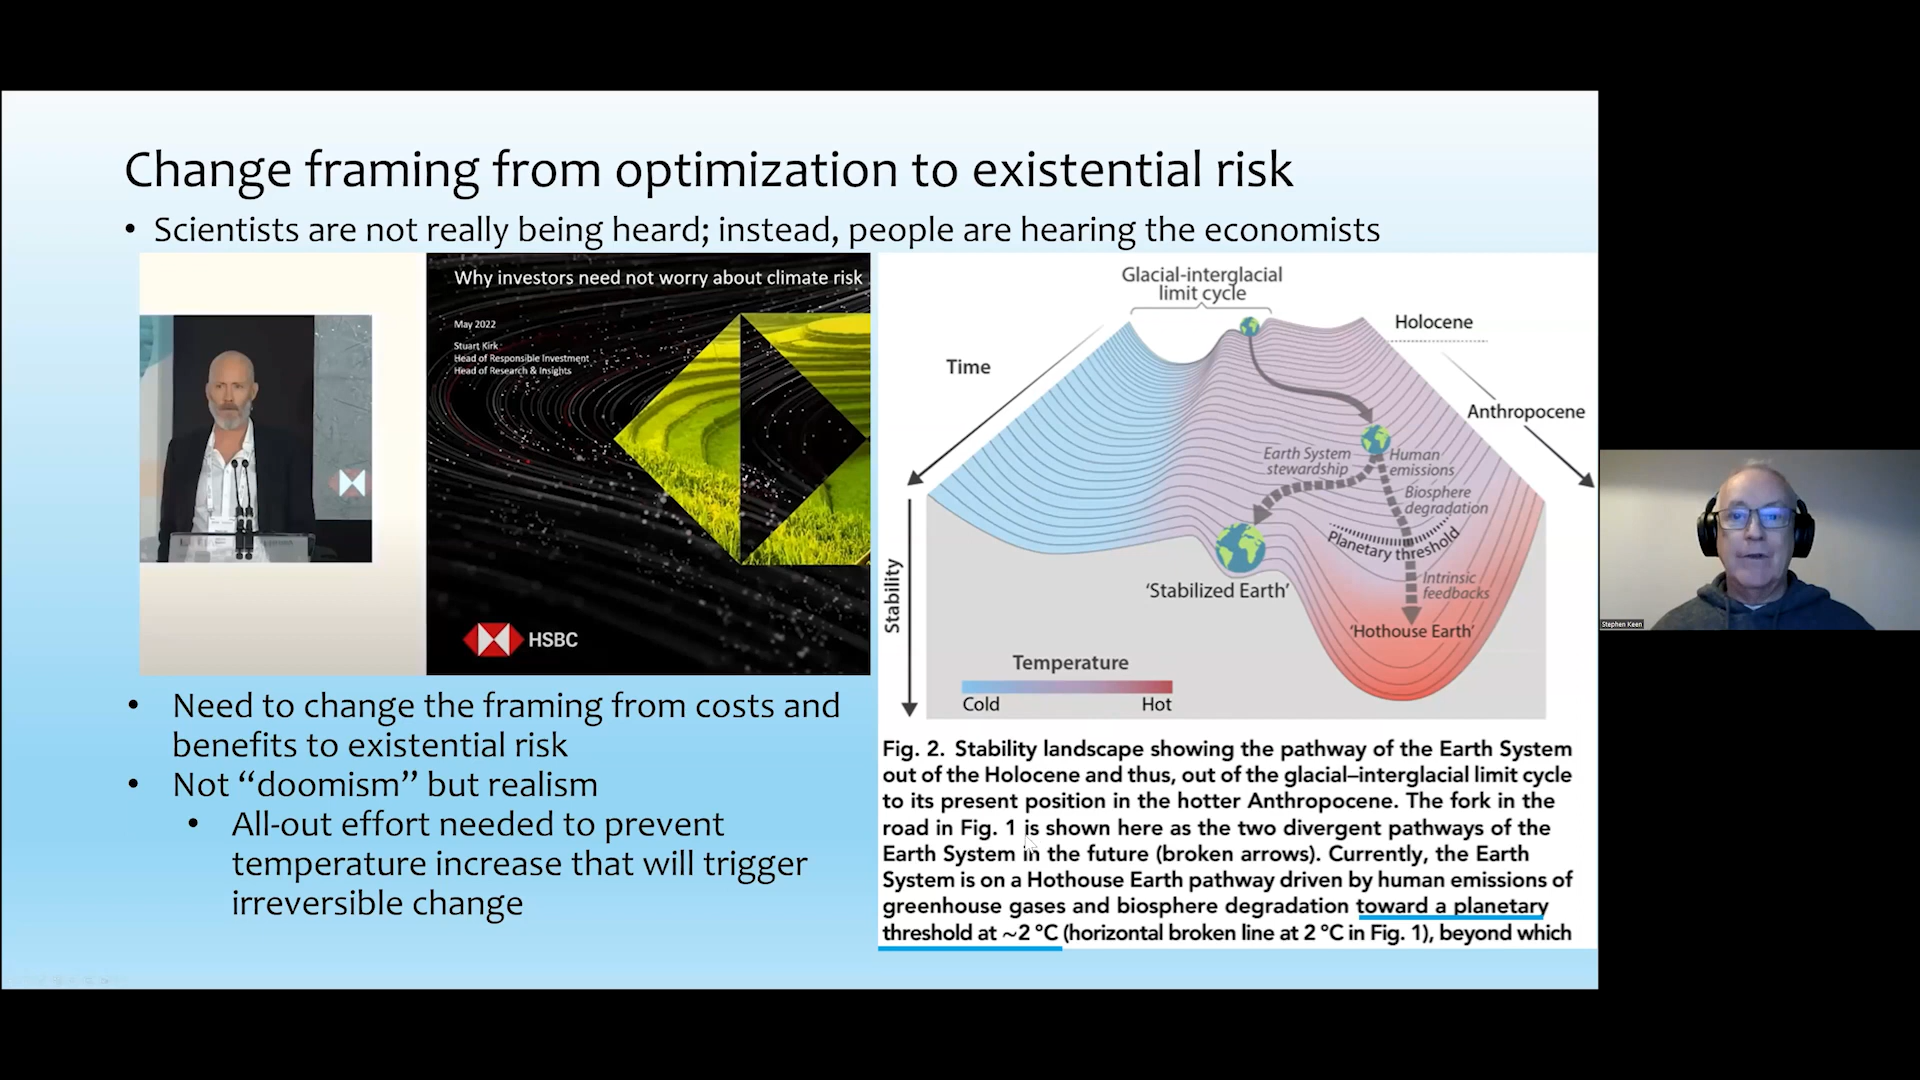 Change framing from optimization to existential risk
• Scientists are not really being heard; instead, people are hearing the economists
Why investors need not worry about climate risk
May 2022
Stuart Kirk
Head of Responsible Investment
Head of Research & Insights
HSBC
• Need to change the framing from costs and
benefits to existential risk
• Not “doomism” but realism
• All-out effort needed to prevent
temperature increase that will trigger
irreversible change
Glacial-interglacial
limit cycle
Holocene
Time
Anthropocene
Earth System
stewardship
Human
emissions
Biosphere
degradation
Planetary threshold
Stability
‘Stabilized Earth’
Intrinsic
feedbacks
‘Hothouse Earth’
Temperature
Cold
Hot
Fig. 2. Stability landscape showing the pathway of the Earth System
out of the Holocene and thus, out of the glacial–interglacial limit cycle
to its present position in the hotter Anthropocene. The fork in the
road in Fig. 1 is shown here as the two divergent pathways of the
Earth System in the future (broken arrows). Currently, the Earth
System is on a Hothouse Earth pathway driven by human emissions of
greenhouse gases and biosphere degradation toward a planetary
threshold at ~2 °C (horizontal broken line at 2 °C in Fig. 1), beyond which
Stephen Keen